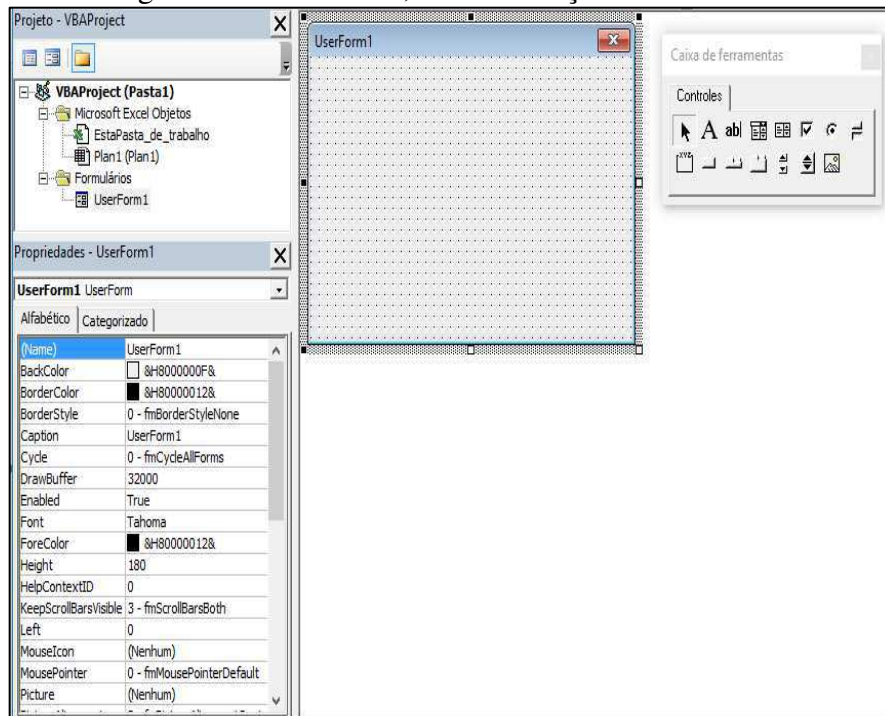 Projeto - VBAProject
VBAProject (Pasta1)
Microsoft Excel Objetos
EstaPasta_de_trabalho
Plan1 (Plan1)
Formulários
UserForm1
Propriedades - UserForm1
UserForm1 UserForm
Alfabético
Categorizado
(Name) UserForm1
BackColor &H8000000F&
BorderColor &H80000012&
BorderStyle 0 - fmBorderStyleNone
Caption UserForm1
Cycle 0 - fmCycleAllForms
DrawBuffer 32000
Enabled True
Font Tahoma
ForeColor &H80000012&
Height 180
HelpContextID 0
KeepScrollBarsVisible 3 - fmScrollBarsBoth
Left 0
MouseIcon (Nenhum)
MousePointer 0 - fmMousePointerDefault
Picture (Nenhum)
UserForm1
Caixa de ferramentas
Controles
A ab|
XYZ